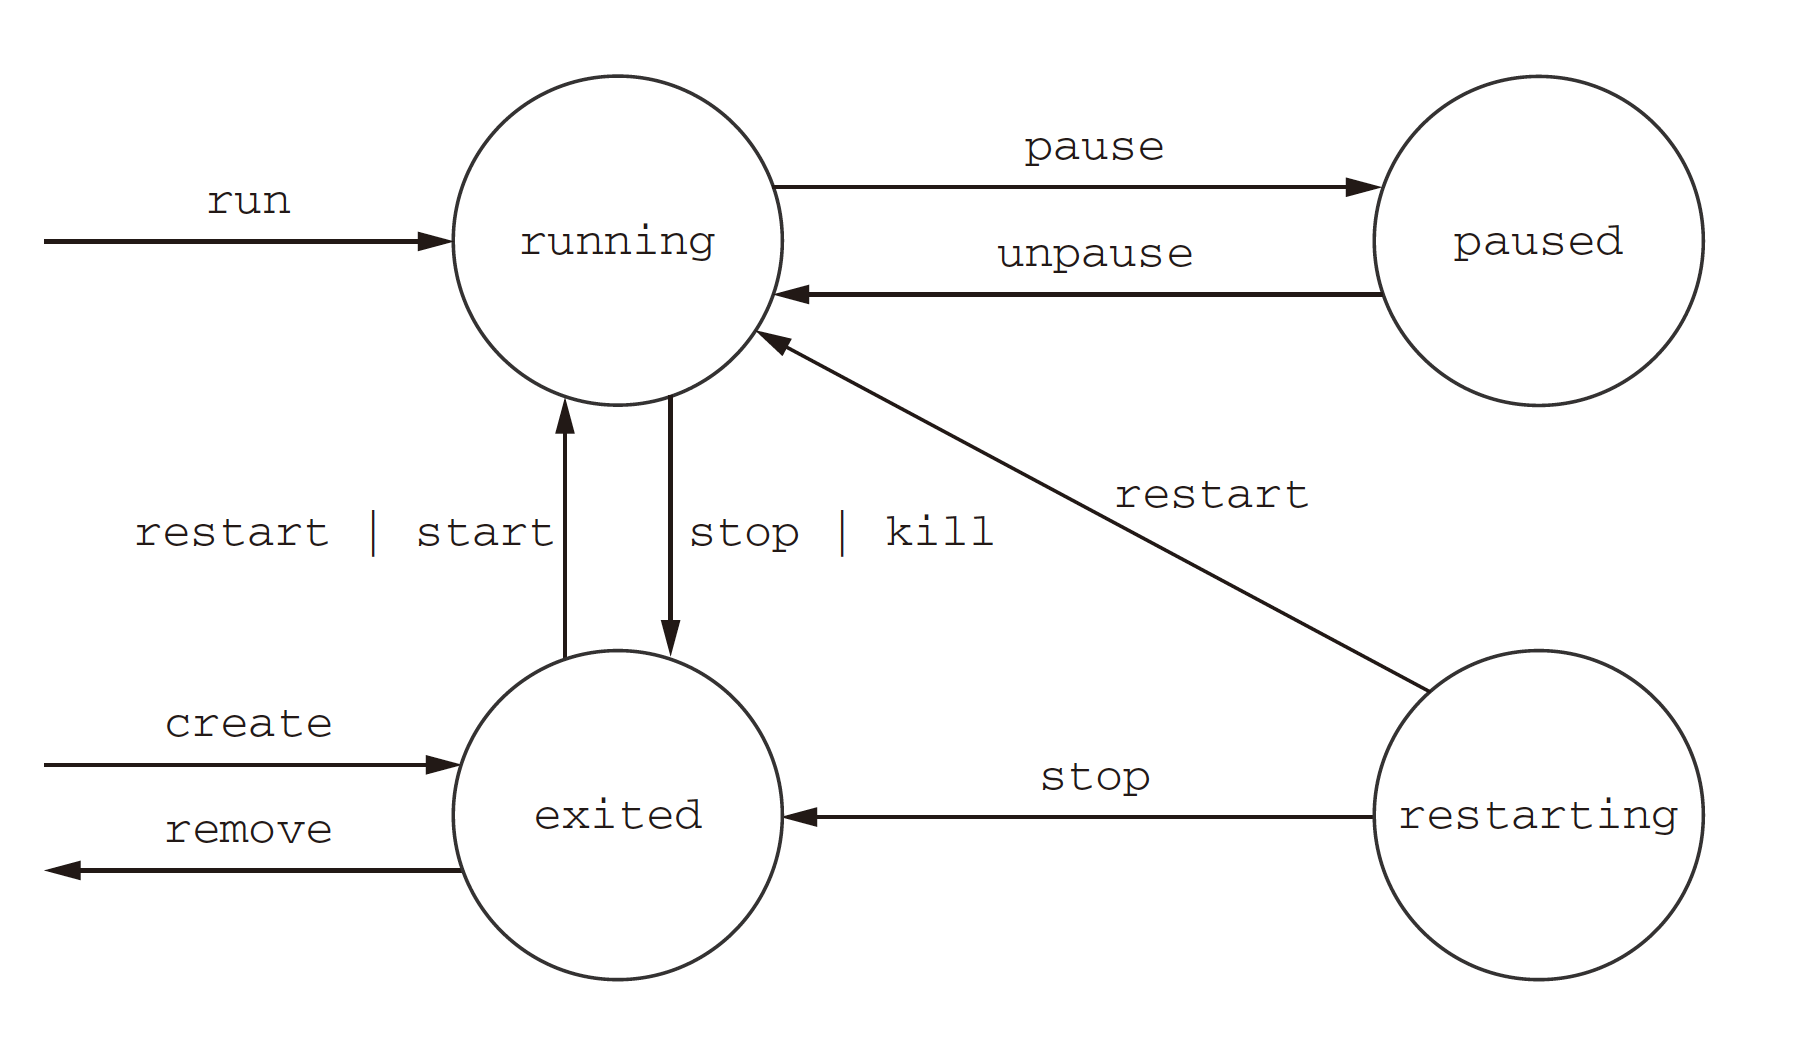 pause
run
running
paused
unpause
restart
restart | start
stop | kill
create
stop
exited
restarting
remove